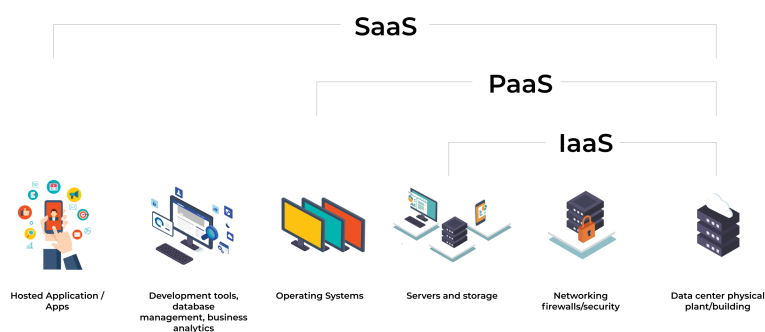 SaaS
PaaS
IaaS
Hosted Application /
Apps
Development tools,
database
management, business
analytics
Operating Systems
Servers and storage
Networking
firewalls/security
Data center physical
plant/building